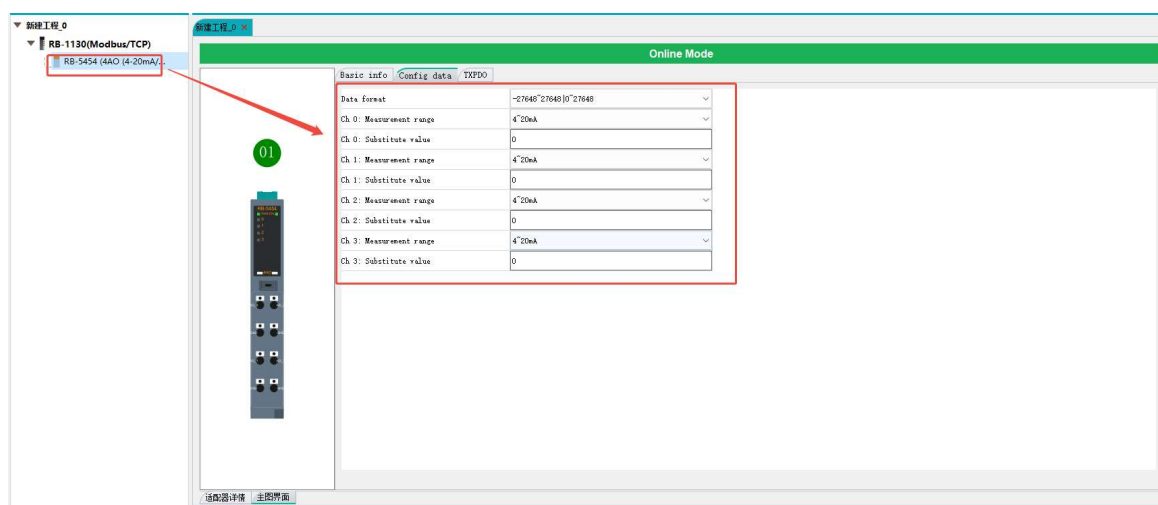 新建工程_0
RB-1130(Modbus/TCP)
RB-5454 (4AO (4-20mA/...
新建工程_0 ×
Online Mode
Basic info Config data TXPDO
Data format -27648~27648|0~27648
Ch 0: Measurement range 4~20mA
Ch 0: Substitute value 0
Ch 1: Measurement range 4~20mA
Ch 1: Substitute value 0
Ch 2: Measurement range 4~20mA
Ch 2: Substitute value 0
Ch 3: Measurement range 4~20mA
Ch 3: Substitute value 0
01
RB-5454
适配器详情 主图界面